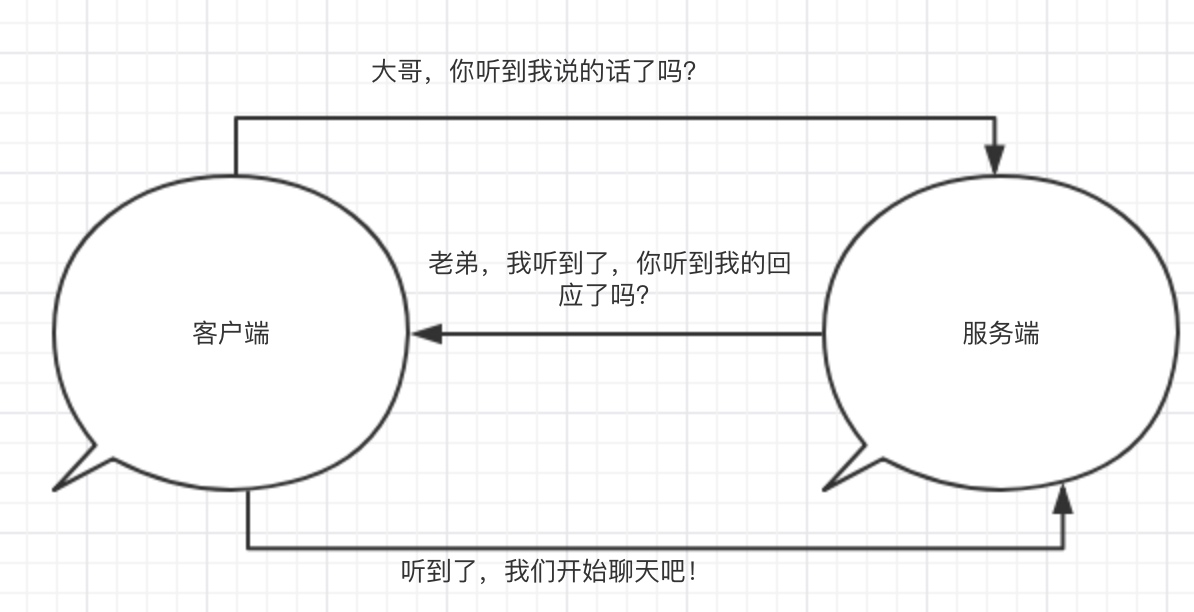 大哥，你听到我说的话了吗？
老弟，我听到了，你听到我的回
应了吗？
客户端
服务端
听到了，我们开始聊天吧！